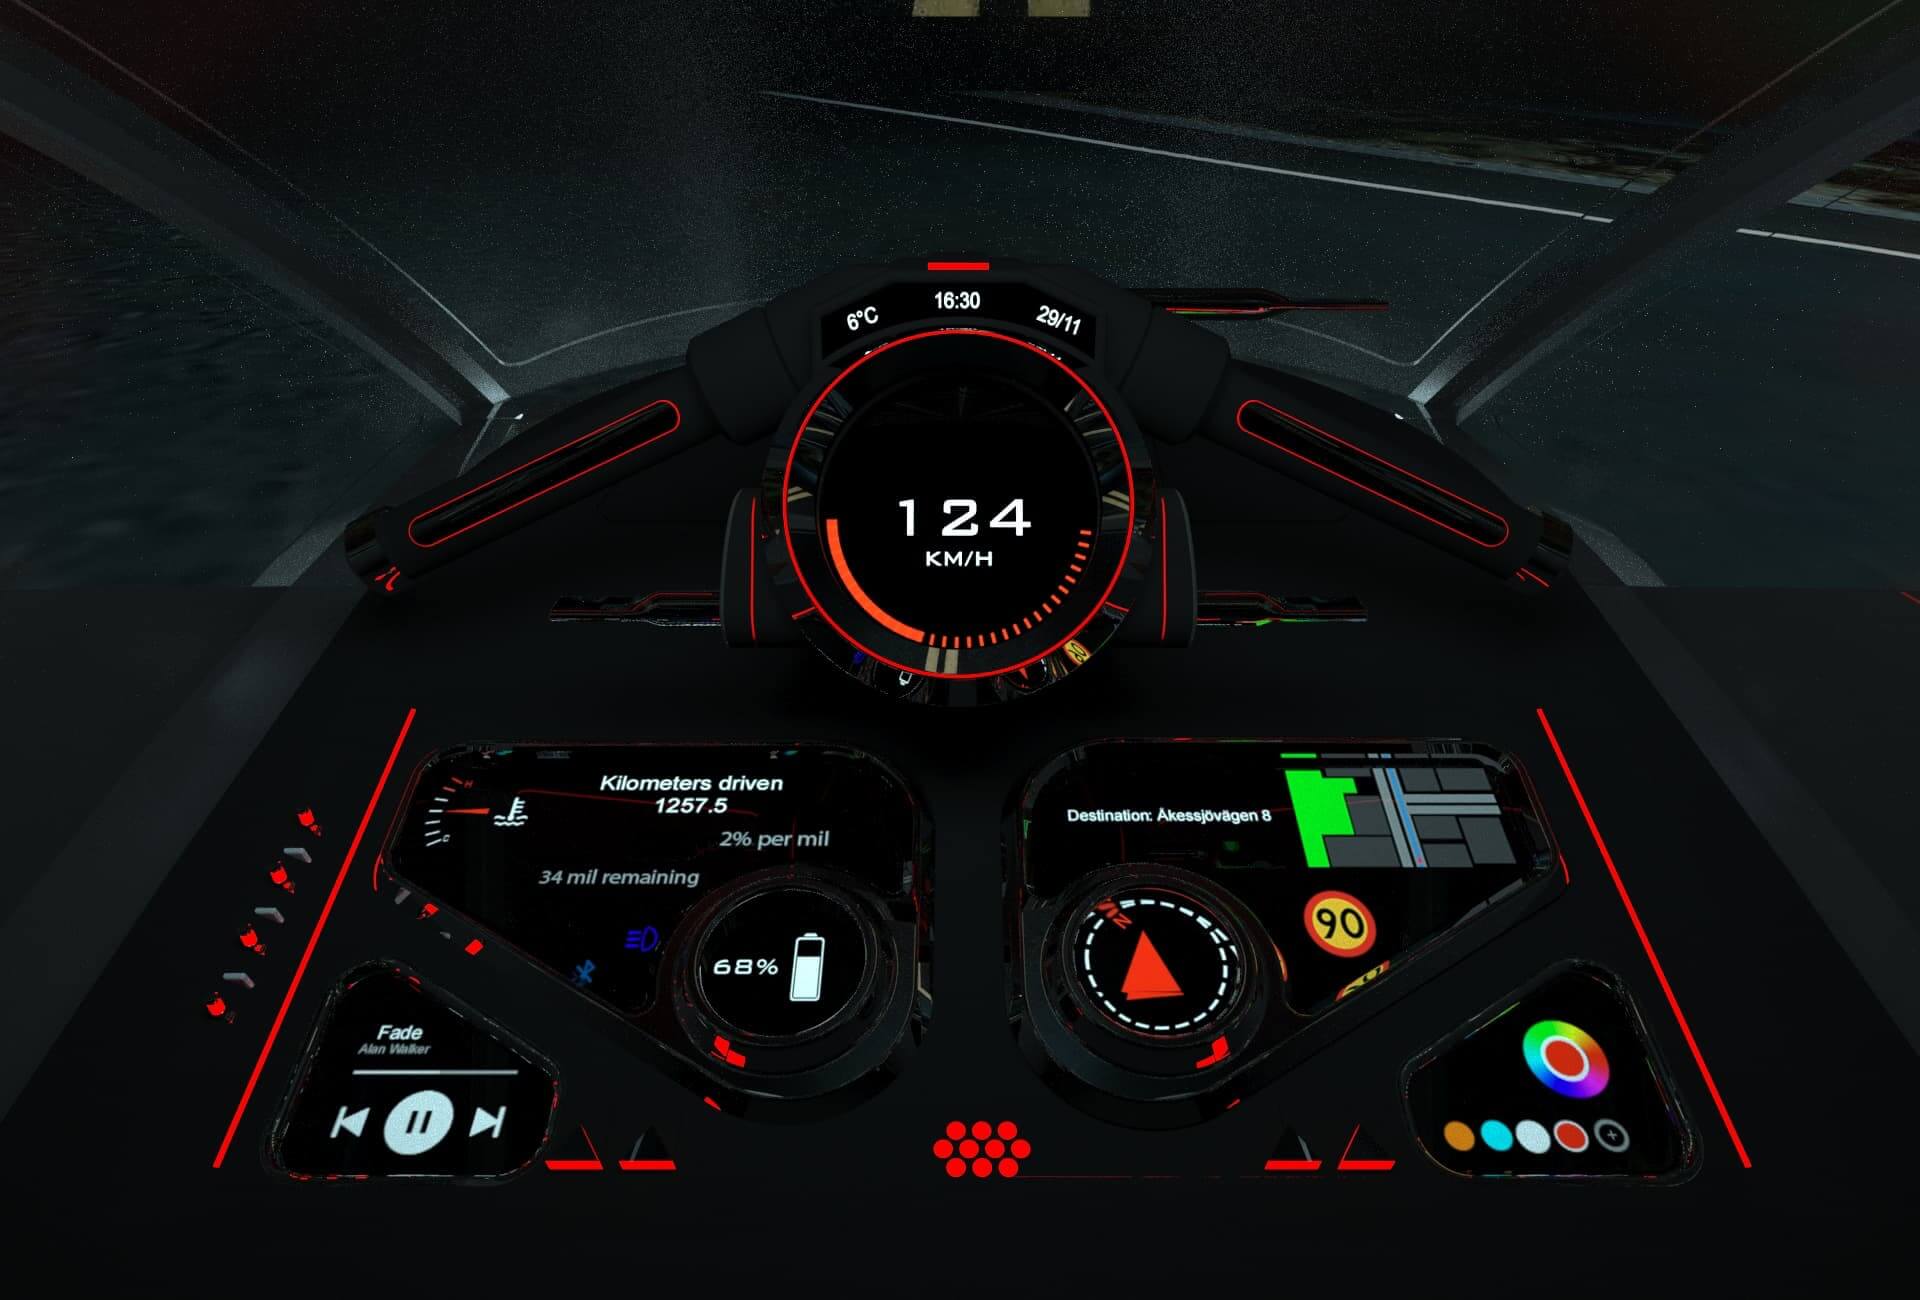 6°C
16:30
29/11
124
KM/H
H
C
Kilometers driven
1257.5
2% per mil
34 mil remaining
68%
Destination: Åkessjövägen 8
90
Fade
Alan Walker